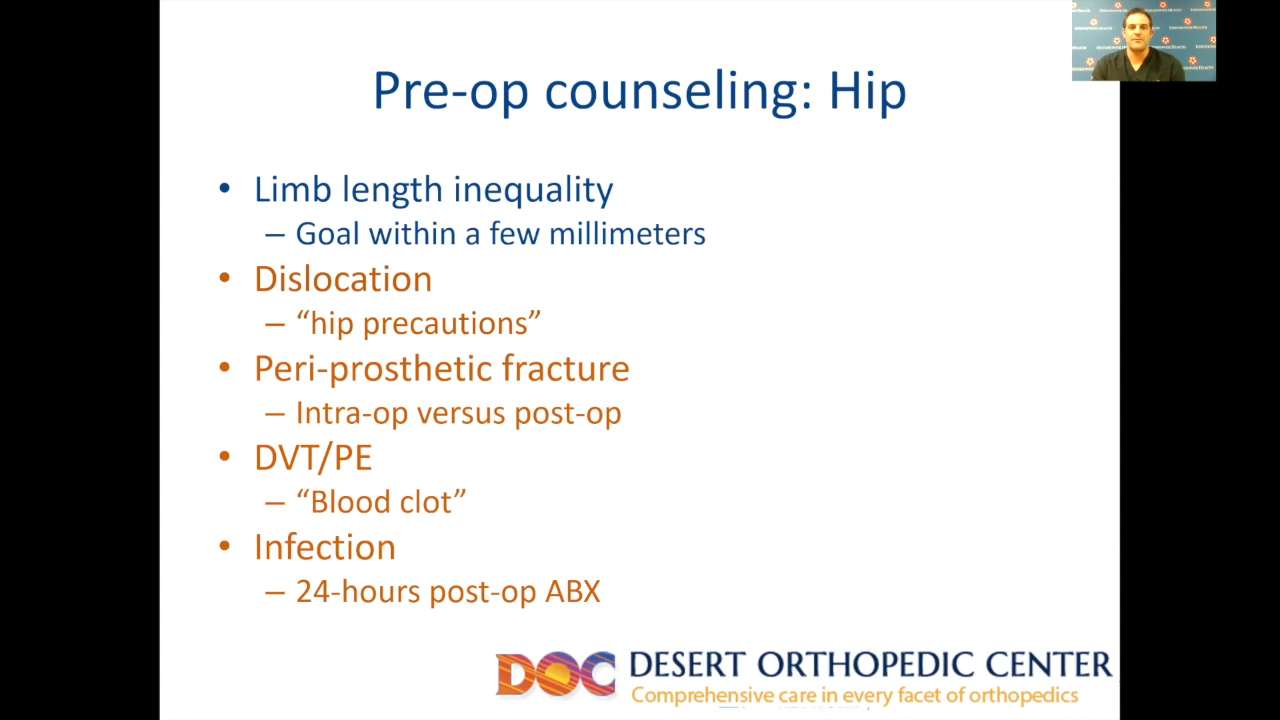 Pre-op counseling: Hip
• Limb length inequality
– Goal within a few millimeters
• Dislocation
– “hip precautions”
• Peri-prosthetic fracture
– Intra-op versus post-op
• DVT/PE
– “Blood clot”
• Infection
– 24-hours post-op ABX
DOC DESERT ORTHOPEDIC CENTER
Comprehensive care in every facet of orthopedics